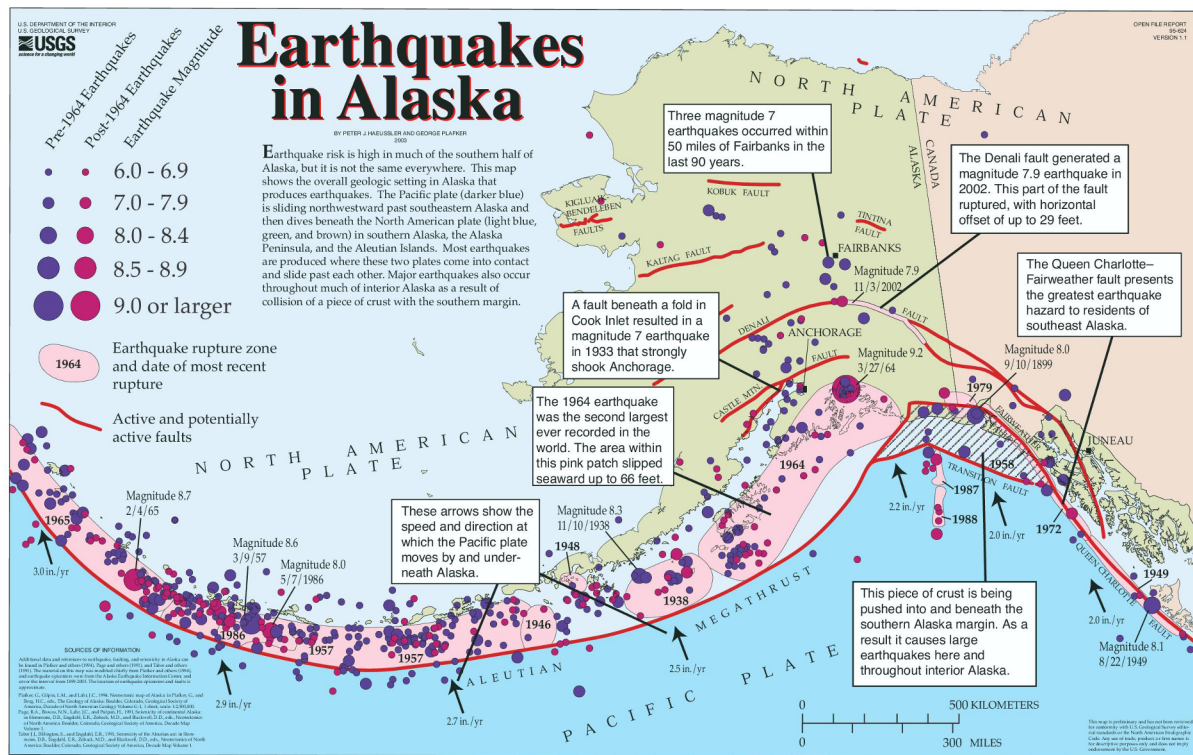 U.S. DEPARTMENT OF THE INTERIOR
U.S. GEOLOGICAL SURVEY
USGS
science for a changing world
OPEN FILE REPORT
95-624
VERSION 1.1
Earthquakes
in Alaska
BY PETER J. HAEUSSLER AND GEORGE PLAFKER
2003
Earthquake risk is high in much of the southern half of
Alaska, but it is not the same everywhere. This map
shows the overall geologic setting in Alaska that
produces earthquakes. The Pacific plate (darker blue)
is sliding northwestward past southeastern Alaska and
then dives beneath the North American plate (light blue,
green, and brown) in southern Alaska, the Alaska
Peninsula, and the Aleutian Islands. Most earthquakes
are produced where these two plates come into contact
and slide past each other. Major earthquakes also occur
throughout much of interior Alaska as a result of
collision of a piece of crust with the southern margin.
Pre-1964 Earthquakes
Post-1964 Earthquakes
Earthquake Magnitude
6.0 - 6.9
7.0 - 7.9
8.0 - 8.4
8.5 - 8.9
9.0 or larger
1964
Earthquake rupture zone
and date of most recent
rupture
Active and potentially
active faults
NORTH AMERICAN
PLATE
ALASKA
CANADA
Three magnitude 7
earthquakes occurred within
50 miles of Fairbanks in the
last 90 years.
The Denali fault generated a
magnitude 7.9 earthquake in
2002. This part of the fault
ruptured, with horizontal
offset of up to 29 feet.
The Queen Charlotte–
Fairweather fault presents
the greatest earthquake
hazard to residents of
southeast Alaska.
KOBUK FAULT
KIGLUAIK
BENDELEBEN
FAULTS
TINTINA
FAULT
FAIRBANKS
KALTAG FAULT
Magnitude 7.9
11/3/2002
A fault beneath a fold in
Cook Inlet resulted in a
magnitude 7 earthquake
in 1933 that strongly
shook Anchorage.
DENALI
FAULT
ANCHORAGE
CASTLE MTN.
FAULT
Magnitude 9.2
3/27/64
Magnitude 8.0
9/10/1899
The 1964 earthquake
was the second largest
ever recorded in the
world. The area within
this pink patch slipped
seaward up to 66 feet.
1979
FAIRWEATHER
JUNEAU
1964
1958
TRANSITION FAULT
1987
1988
1972
2.2 in./yr
2.0 in./yr
NORTH AMERICAN
PLATE
These arrows show the
speed and direction at
which the Pacific plate
moves by and under-
neath Alaska.
Magnitude 8.3
11/10/1938
1948
1938
1946
Magnitude 8.7
2/4/65
1965
Magnitude 8.6
3/9/57
Magnitude 8.0
5/7/1986
1986
1957
1957
3.0 in./yr
2.9 in./yr
2.7 in./yr
2.5 in./yr
ALEUTIAN
MEGATHRUST
PACIFIC PLATE
QUEEN CHARLOTTE
FAULT
1949
2.0 in./yr
Magnitude 8.1
8/22/1949
This piece of crust is being
pushed into and beneath the
southern Alaska margin. As a
result it causes large
earthquakes here and
throughout interior Alaska.
0
500 KILOMETERS
0
300 MILES
SOURCES OF INFORMATION